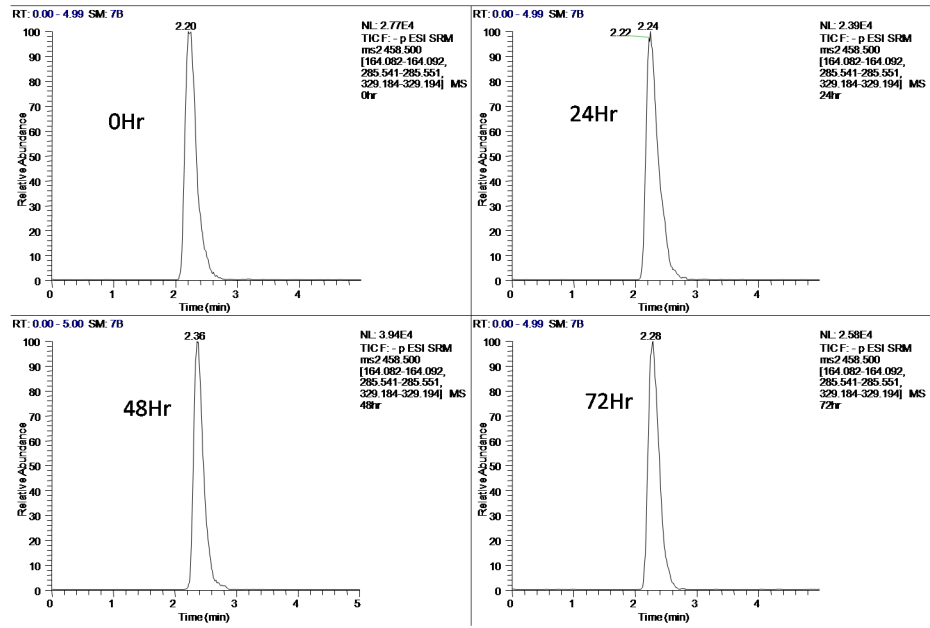 RT: 0.00 - 4.99 SM: 7B
2.20
NL: 2.77E4
TIC F: - p ESI SRM
ms2 458.500
[164.082-164.092,
285.541-285.551,
329.184-329.194] MS
0hr
0Hr
Relative Abundance
100
90
80
70
60
50
40
30
20
10
0
0 1 2 3 4
Time (min)
RT: 0.00 - 4.99 SM: 7B
2.22 2.24
NL: 2.39E4
TIC F: - p ESI SRM
ms2 458.500
[164.082-164.092,
285.541-285.551,
329.184-329.194] MS
24hr
24Hr
Relative Abundance
100
90
80
70
60
50
40
30
20
10
0
0 1 2 3 4
Time (min)
RT: 0.00 - 5.00 SM: 7B
2.36
NL: 3.94E4
TIC F: - p ESI SRM
ms2 458.500
[164.082-164.092,
285.541-285.551,
329.184-329.194] MS
48hr
48Hr
Relative Abundance
100
90
80
70
60
50
40
30
20
10
0
0 1 2 3 4 5
Time (min)
RT: 0.00 - 4.99 SM: 7B
2.28
NL: 2.58E4
TIC F: - p ESI SRM
ms2 458.500
[164.082-164.092,
285.541-285.551,
329.184-329.194] MS
72hr
72Hr
Relative Abundance
100
90
80
70
60
50
40
30
20
10
0
0 1 2 3 4
Time (min)